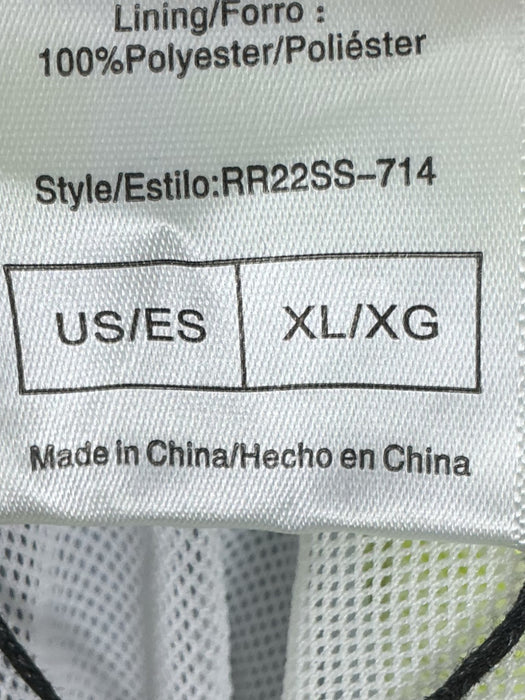 Lining/Forro :
100%Polyester/Poliéster
Style/Estilo:RR22SS-714
US/ES XL/XG
Made in China/Hecho en China